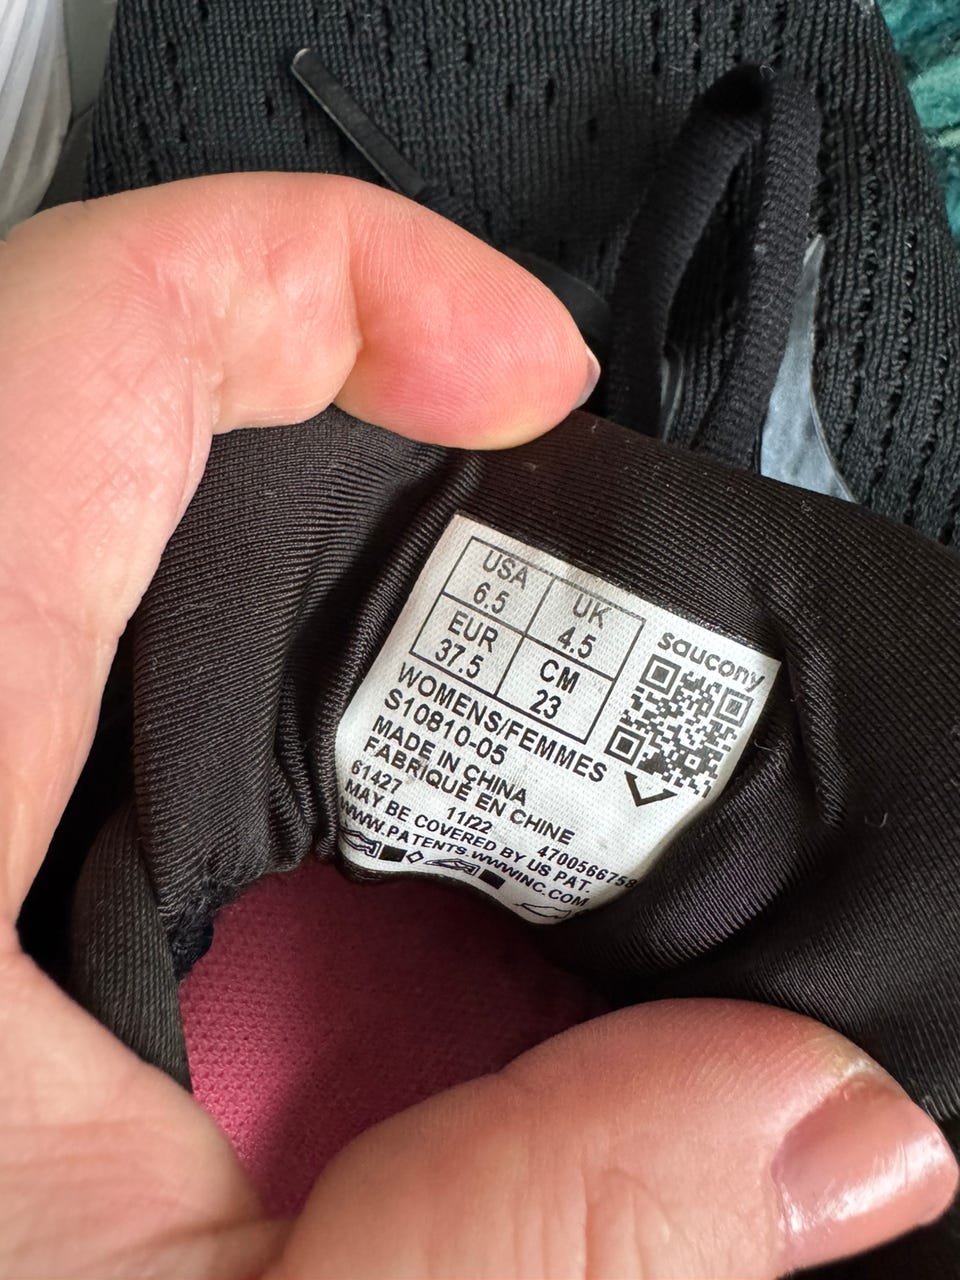 USA UK
6.5 4.5
EUR CM
37.5 23
saucony
WOMENS/FEMMES
S10810-05
MADE IN CHINA
FABRIQUÉ EN CHINE
61427 11/22 4700566758
MAY BE COVERED BY US PAT.
WWW.PATENTS.WWWINC.COM